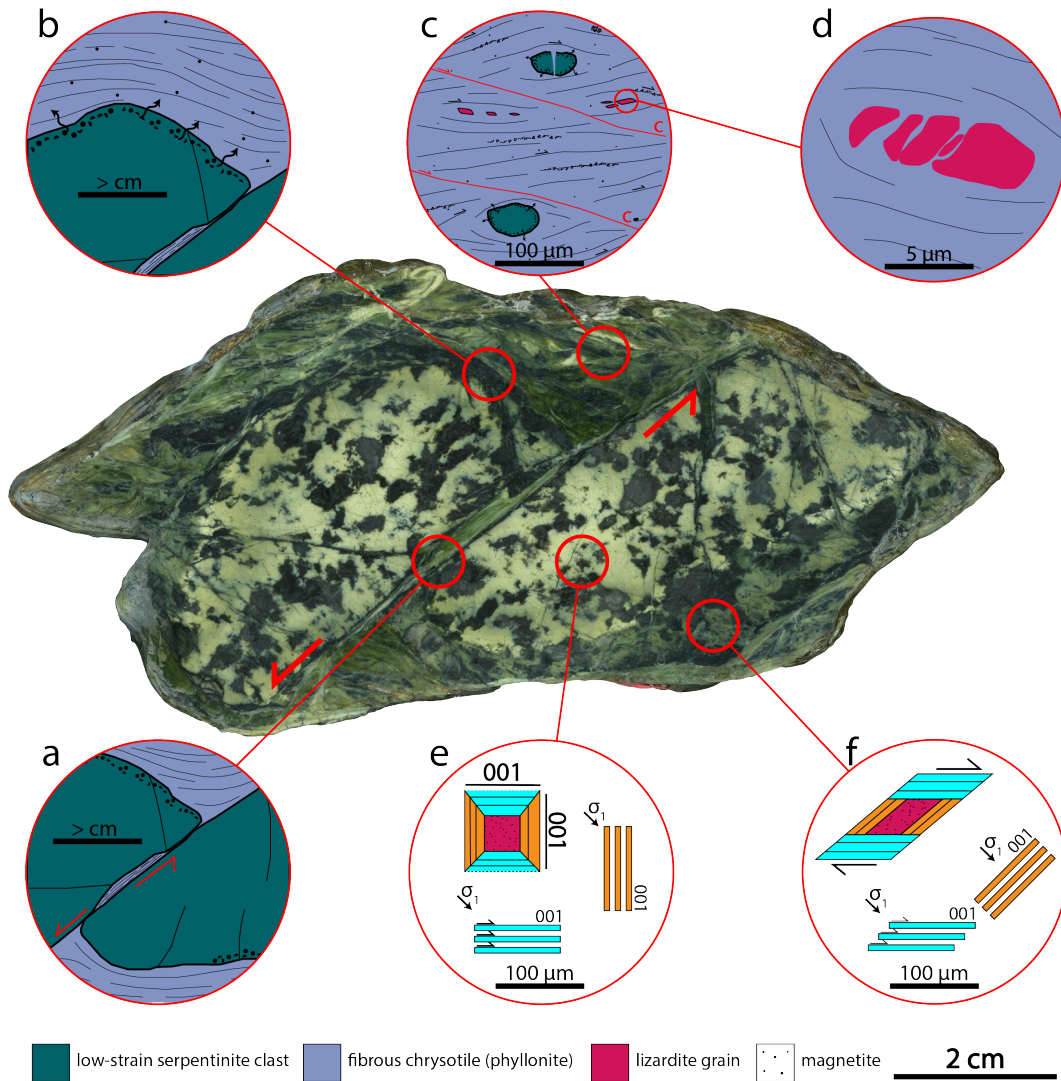 b
c
d
> cm
c
c
100 µm
5 µm
a
e
f
> cm
001
001
σ1
001
σ1
001
100 µm
σ1
001
σ1
001
100 µm
low-strain serpentinite clast
fibrous chrysotile (phyllonite)
lizardite grain
magnetite
2 cm